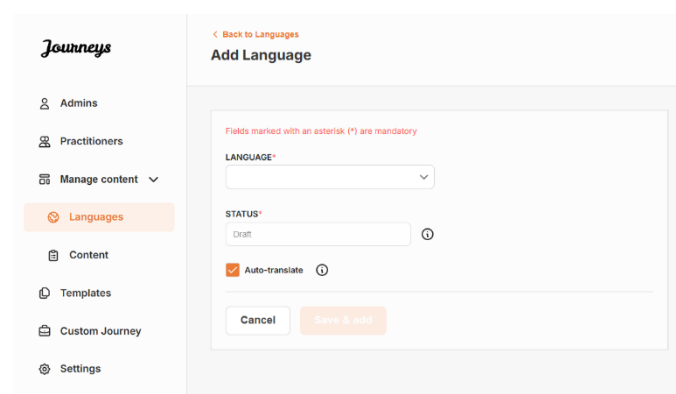 Journeys
Admins
Practitioners
Manage content
Languages
Content
Templates
Custom Journey
Settings
< Back to Languages
Add Language
Fields marked with an asterisk (*) are mandatory
LANGUAGE*
STATUS*
Draft
Auto-translate
Cancel
Save & add